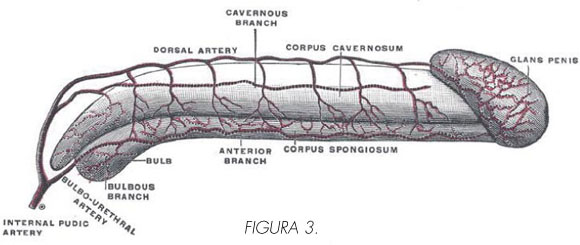 CAVERNOUS
BRANCH
DORSAL ARTERY
CORPUS CAVERNOSUM
GLANS PENIS
BULB
ANTERIOR
BRANCH
CORPUS SPONGIOSUM
BULBOUS
BRANCH
BULBO-URETHRAL
ARTERY
INTERNAL PUDIC
ARTERY
FIGURA 3.